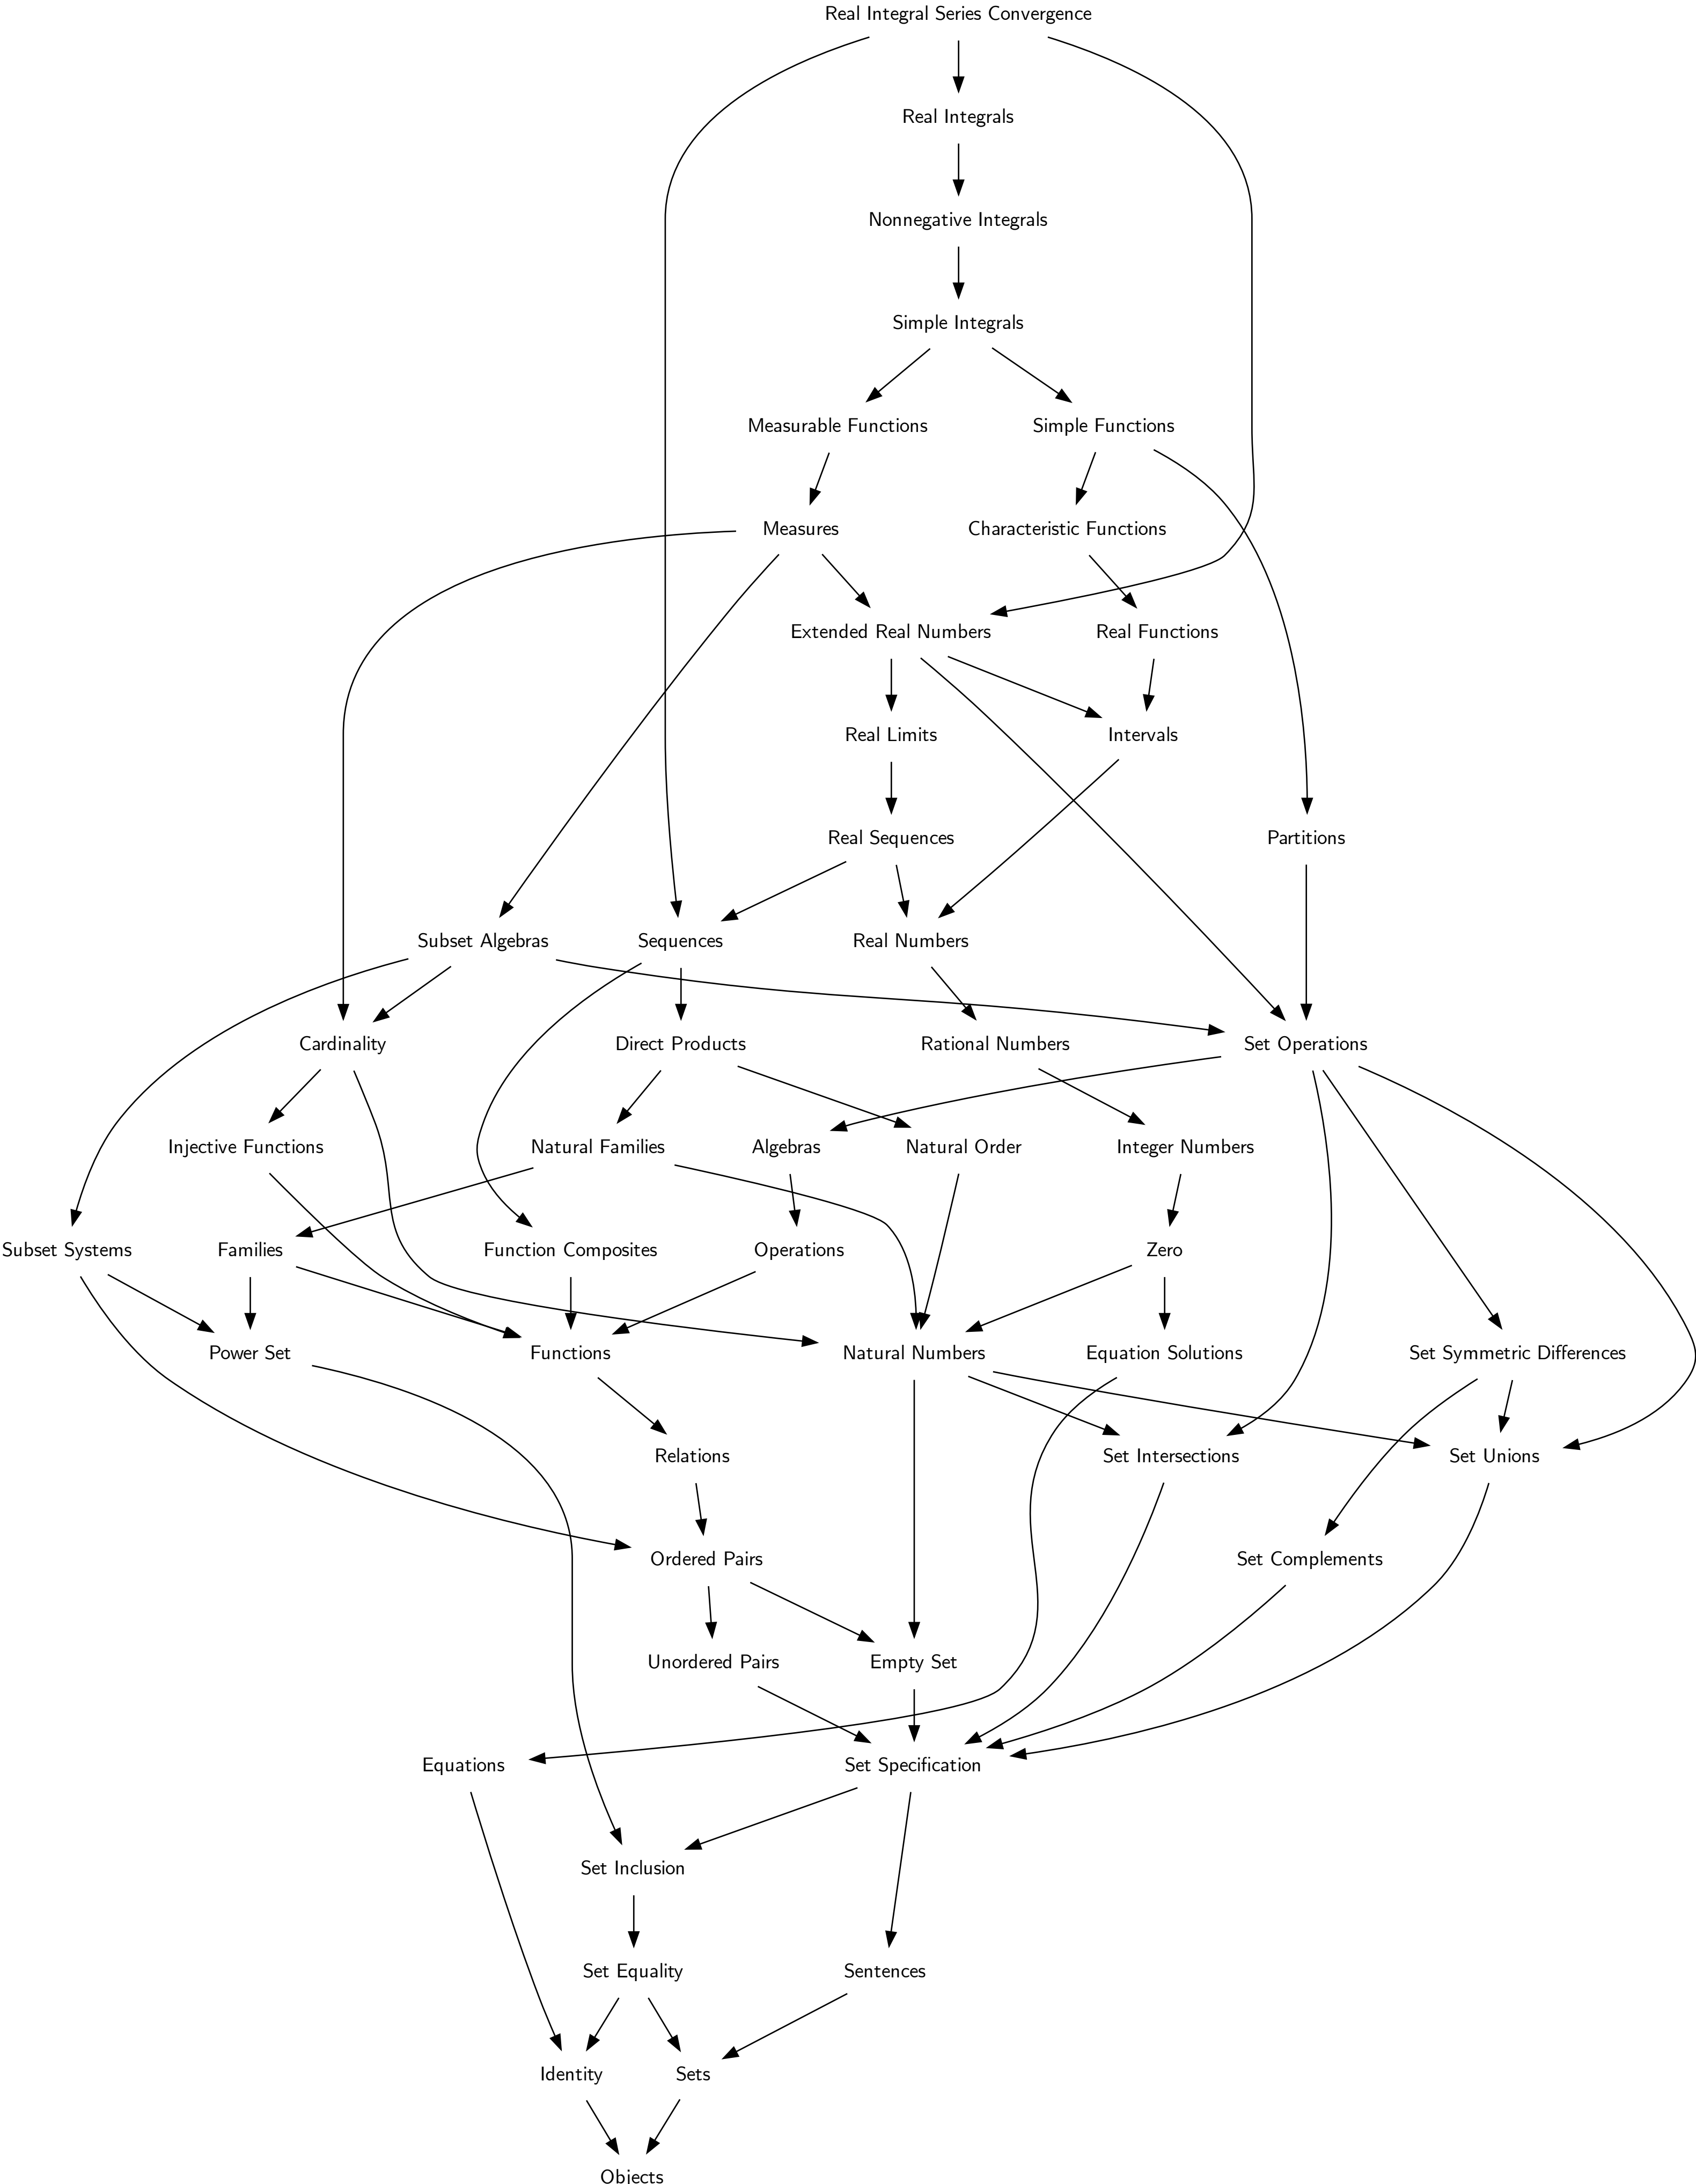 Real Integral Series Convergence
Real Integrals
Nonnegative Integrals
Simple Integrals
Measurable Functions
Simple Functions
Measures
Characteristic Functions
Extended Real Numbers
Real Functions
Real Limits
Intervals
Real Sequences
Partitions
Subset Algebras
Sequences
Real Numbers
Cardinality
Direct Products
Rational Numbers
Set Operations
Injective Functions
Natural Families
Algebras
Natural Order
Integer Numbers
Subset Systems
Families
Function Composites
Operations
Zero
Power Set
Functions
Natural Numbers
Equation Solutions
Set Symmetric Differences
Relations
Set Intersections
Set Unions
Ordered Pairs
Set Complements
Unordered Pairs
Empty Set
Equations
Set Specification
Set Inclusion
Set Equality
Sentences
Identity
Sets
Objects